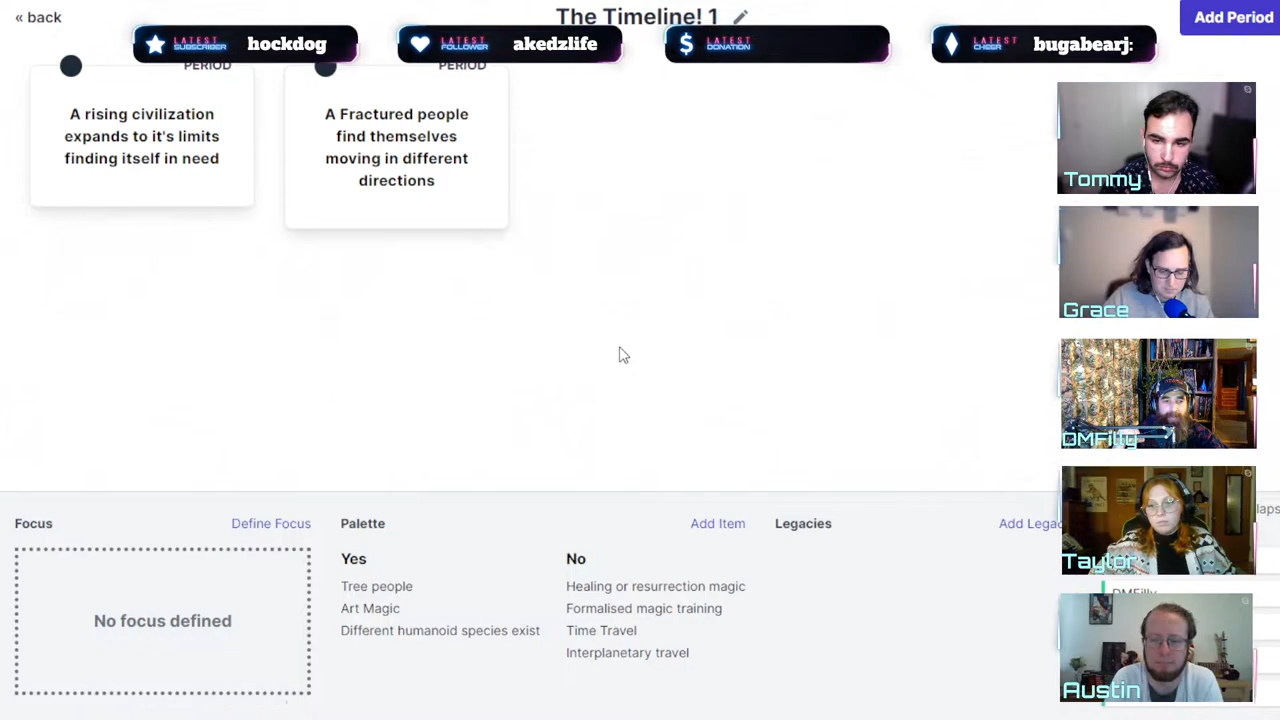 « back
The Timeline! 1
Add Period
LATEST SUBSCRIBER hockdog
LATEST FOLLOWER akedzlife
LATEST DONATION
LATEST CHEER bugabearj:
PERIOD
PERIOD
A rising civilization
expands to it's limits
finding itself in need
A Fractured people
find themselves
moving in different
directions
Tommy
Grace
DMFilly
Taylor
Austin
Focus
Define Focus
No focus defined
Palette
Add Item
Yes
Tree people
Art Magic
Different humanoid species exist
No
Healing or resurrection magic
Formalised magic training
Time Travel
Interplanetary travel
Legacies
Add Legac
laps
DMFilly